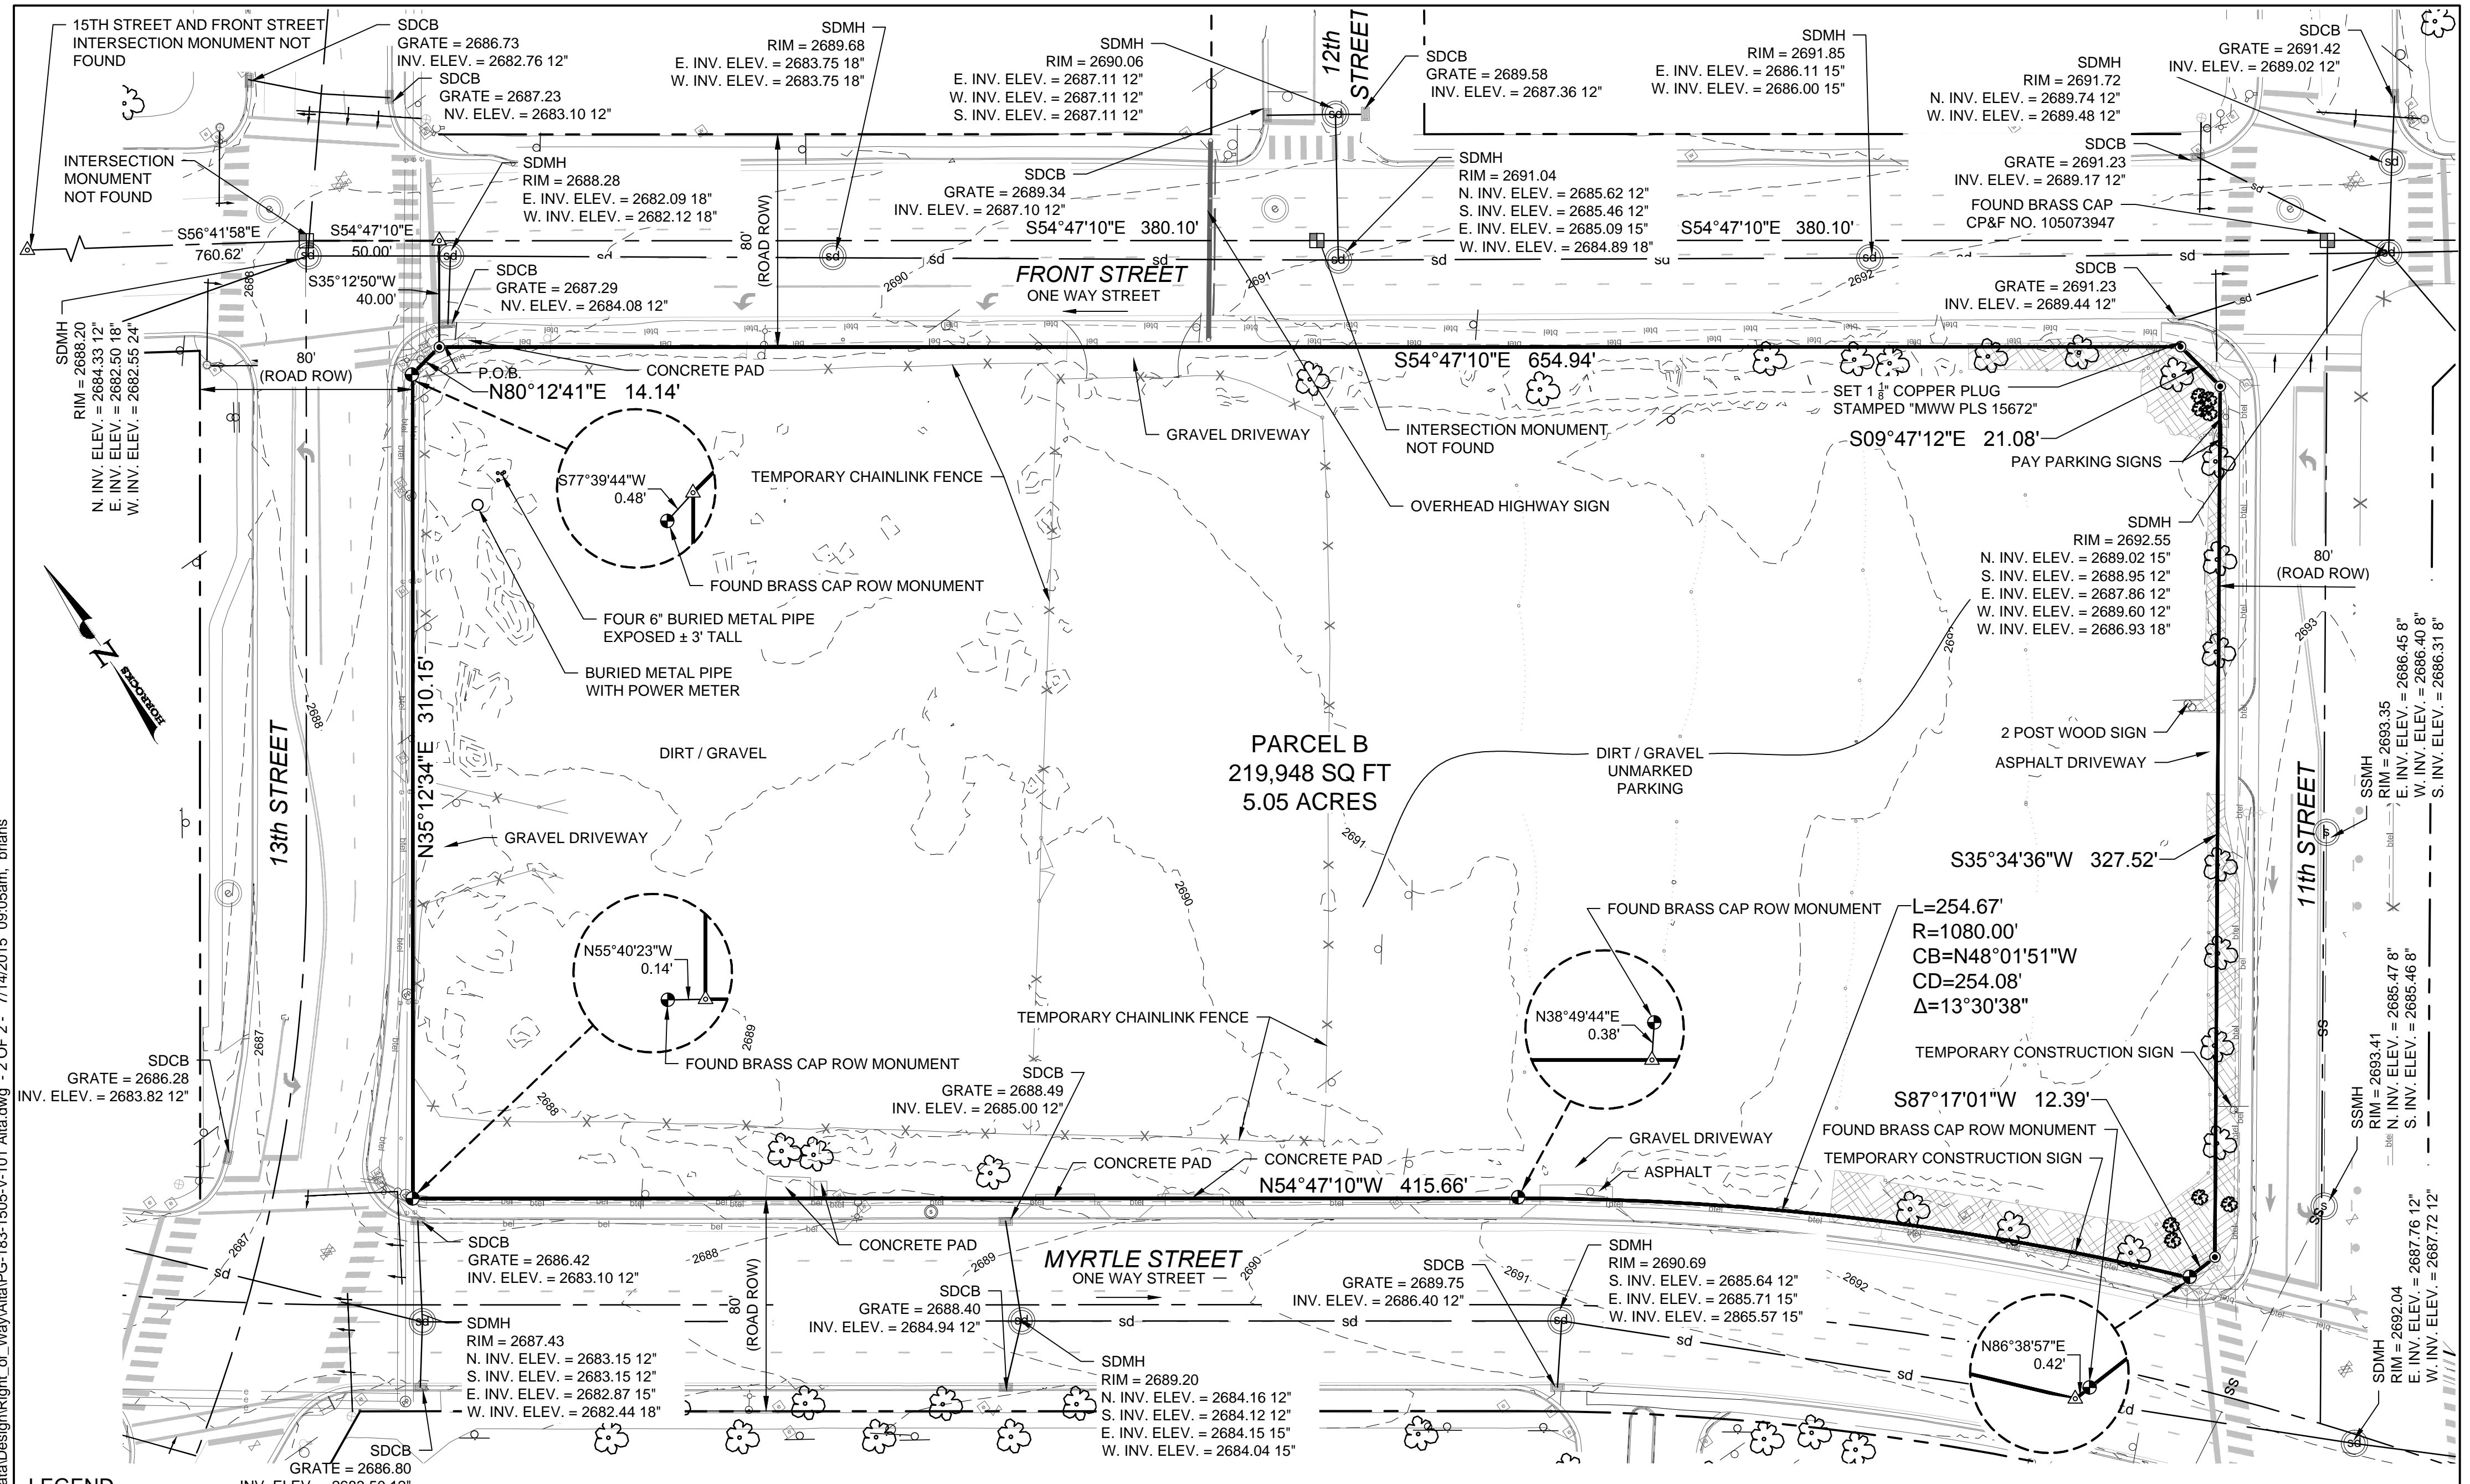 15TH STREET AND FRONT STREET
INTERSECTION MONUMENT NOT
FOUND
SDCB
GRATE = 2686.73
INV. ELEV. = 2682.76 12"
SDCB
GRATE = 2687.23
NV. ELEV. = 2683.10 12"
SDMH
RIM = 2689.68
E. INV. ELEV. = 2683.75 18"
W. INV. ELEV. = 2683.75 18"
SDMH
RIM = 2690.06
E. INV. ELEV. = 2687.11 12"
W. INV. ELEV. = 2687.11 12"
S. INV. ELEV. = 2687.11 12"
12th
STREET
SDCB
GRATE = 2689.58
INV. ELEV. = 2687.36 12"
SDMH
RIM = 2691.85
E. INV. ELEV. = 2686.11 15"
W. INV. ELEV. = 2686.00 15"
SDMH
RIM = 2691.72
N. INV. ELEV. = 2689.74 12"
W. INV. ELEV. = 2689.48 12"
SDCB
GRATE = 2691.42
INV. ELEV. = 2689.02 12"
INTERSECTION
MONUMENT
NOT FOUND
SDMH
RIM = 2688.28
E. INV. ELEV. = 2682.09 18"
W. INV. ELEV. = 2682.12 18"
80'
(ROAD ROW)
SDCB
GRATE = 2689.34
INV. ELEV. = 2687.10 12"
SDMH
RIM = 2691.04
N. INV. ELEV. = 2685.62 12"
S. INV. ELEV. = 2685.46 12"
E. INV. ELEV. = 2685.09 15"
W. INV. ELEV. = 2684.89 18"
SDCB
GRATE = 2691.23
INV. ELEV. = 2689.17 12"
FOUND BRASS CAP
CP&F NO. 105073947
S56°41'58"E
760.62'
S54°47'10"E
50.00'
S54°47'10"E 380.10'
S54°47'10"E 380.10'
S35°12'50"W
40.00'
SDCB
GRATE = 2687.29
NV. ELEV. = 2684.08 12"
FRONT STREET
ONE WAY STREET
2688
2690
2691
2692
SDCB
GRATE = 2691.23
INV. ELEV. = 2689.44 12"
SDMH
RIM = 2688.20
N. INV. ELEV. = 2684.33 12"
E. INV. ELEV. = 2682.50 18"
W. INV. ELEV. = 2682.55 24"
80'
(ROAD ROW)
P.O.B.
CONCRETE PAD
N80°12'41"E 14.14'
S54°47'10"E 654.94'
SET 1 1/8" COPPER PLUG
STAMPED "MWW PLS 15672"
S09°47'12"E 21.08'
PAY PARKING SIGNS
GRAVEL DRIVEWAY
INTERSECTION MONUMENT
NOT FOUND
TEMPORARY CHAINLINK FENCE
OVERHEAD HIGHWAY SIGN
S77°39'44"W
0.48'
FOUND BRASS CAP ROW MONUMENT
FOUR 6" BURIED METAL PIPE
EXPOSED ± 3' TALL
BURIED METAL PIPE
WITH POWER METER
SDMH
RIM = 2692.55
N. INV. ELEV. = 2689.02 15"
S. INV. ELEV. = 2688.95 12"
E. INV. ELEV. = 2687.86 12"
W. INV. ELEV. = 2689.60 12"
W. INV. ELEV. = 2686.93 18"
80'
(ROAD ROW)
2693
N
HORROCKS
2688
13th STREET
N35°12'34"E 310.15'
DIRT / GRAVEL
PARCEL B
219,948 SQ FT
5.05 ACRES
DIRT / GRAVEL
UNMARKED
PARKING
2 POST WOOD SIGN
ASPHALT DRIVEWAY
11th STREET
SSMH
RIM = 2693.35
E. INV. ELEV. = 2686.45 8"
W. INV. ELEV. = 2686.40 8"
S. INV. ELEV. = 2686.31 8"
GRAVEL DRIVEWAY
2691
2690
S35°34'36"W 327.52'
FOUND BRASS CAP ROW MONUMENT
L=254.67'
R=1080.00'
CB=N48°01'51"W
CD=254.08'
Δ=13°30'38"
N55°40'23"W
0.14'
N38°49'44"E
0.38'
TEMPORARY CHAINLINK FENCE
2689
2687
FOUND BRASS CAP ROW MONUMENT
SDCB
GRATE = 2686.28
INV. ELEV. = 2683.82 12"
SDCB
GRATE = 2688.49
INV. ELEV. = 2685.00 12"
2688
TEMPORARY CONSTRUCTION SIGN
S87°17'01"W 12.39'
FOUND BRASS CAP ROW MONUMENT
TEMPORARY CONSTRUCTION SIGN
SSMH
RIM = 2693.41
N. INV. ELEV. = 2685.47 8"
S. INV. ELEV. = 2685.46 8"
GRAVEL DRIVEWAY
CONCRETE PAD
CONCRETE PAD
ASPHALT
N54°47'10"W 415.66'
2687
SDCB
GRATE = 2686.42
INV. ELEV. = 2683.10 12"
2688
CONCRETE PAD
2689
MYRTLE STREET
ONE WAY STREET
2690
80'
(ROAD ROW)
SDCB
GRATE = 2688.40
INV. ELEV. = 2684.94 12"
SDCB
GRATE = 2689.75
INV. ELEV. = 2686.40 12"
2691
SDMH
RIM = 2690.69
S. INV. ELEV. = 2685.64 12"
E. INV. ELEV. = 2685.71 15"
W. INV. ELEV. = 2865.57 15"
2692
SDMH
RIM = 2687.43
N. INV. ELEV. = 2683.15 12"
S. INV. ELEV. = 2683.15 12"
E. INV. ELEV. = 2682.87 15"
W. INV. ELEV. = 2682.44 18"
SDMH
RIM = 2689.20
N. INV. ELEV. = 2684.16 12"
S. INV. ELEV. = 2684.12 12"
E. INV. ELEV. = 2684.15 15"
W. INV. ELEV. = 2684.04 15"
N86°38'57"E
0.42'
SDMH
RIM = 2692.04
E. INV. ELEV. = 2687.76 12"
W. INV. ELEV. = 2687.72 12"
SDCB
GRATE = 2686.80
LEGEND